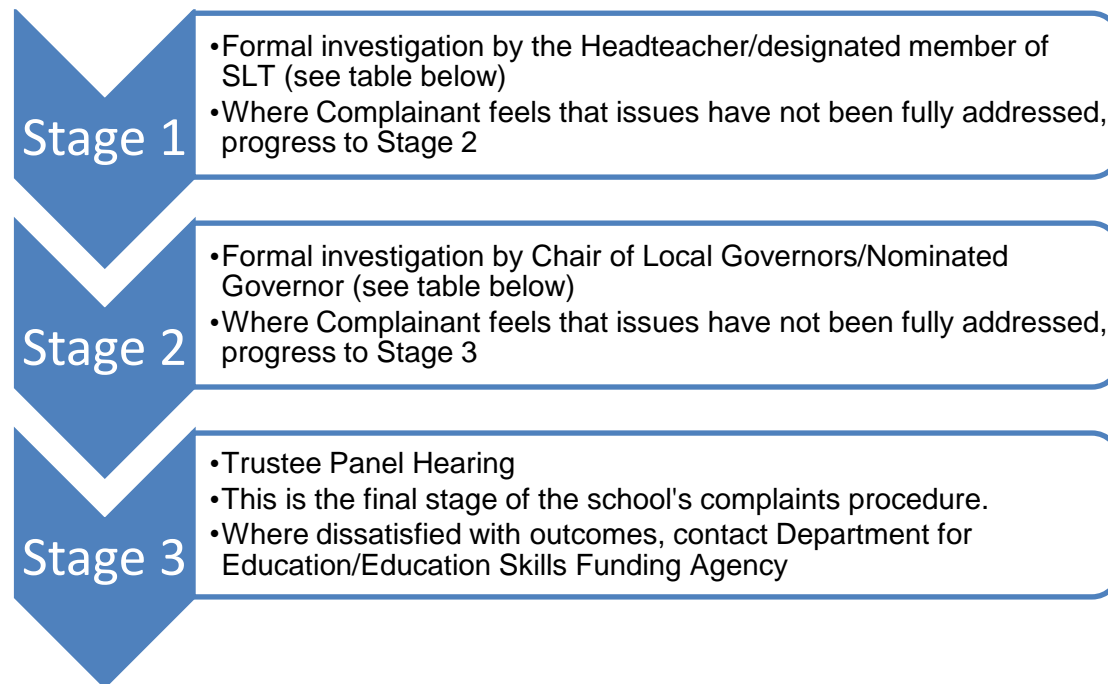 Stage 1
•Formal investigation by the Headteacher/designated member of
SLT (see table below)
•Where Complainant feels that issues have not been fully addressed,
progress to Stage 2
Stage 2
•Formal investigation by Chair of Local Governors/Nominated
Governor (see table below)
•Where Complainant feels that issues have not been fully addressed,
progress to Stage 3
Stage 3
•Trustee Panel Hearing
•This is the final stage of the school's complaints procedure.
•Where dissatisfied with outcomes, contact Department for
Education/Education Skills Funding Agency